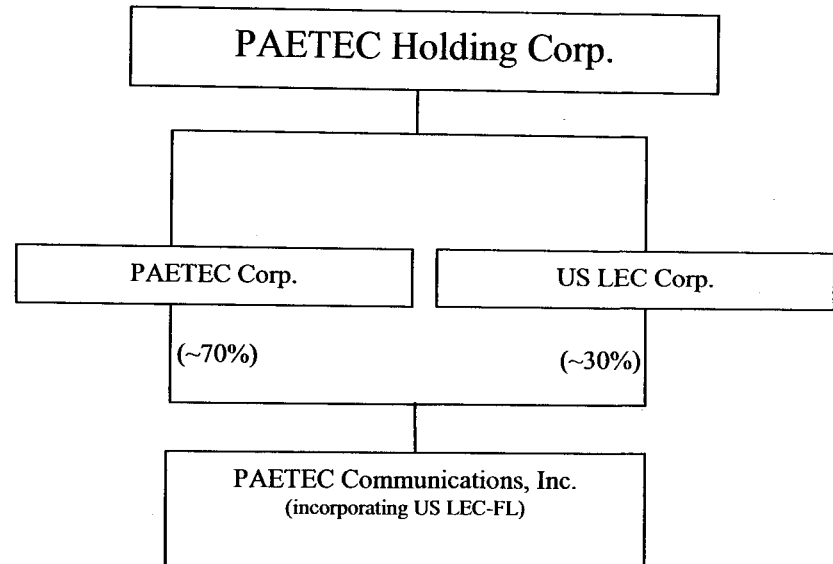 PAETEC Holding Corp.
PAETEC Corp.
US LEC Corp.
(~70%)
(~30%)
PAETEC Communications, Inc.
(incorporating US LEC-FL)